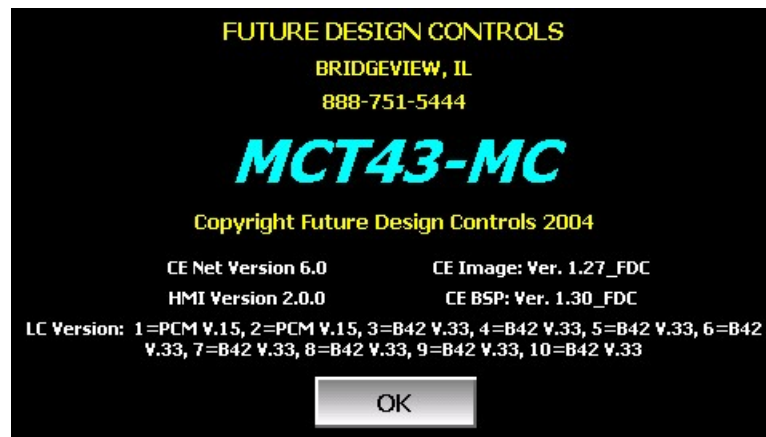 FUTURE DESIGN CONTROLS
BRIDGEVIEW, IL
888-751-5444
MCT43-MC
Copyright Future Design Controls 2004
CE Net Version 6.0 CE Image: Ver. 1.27_FDC
HMI Version 2.0.0 CE BSP: Ver. 1.30_FDC
LC Version: 1=PCM V.15, 2=PCM V.15, 3=B42 V.33, 4=B42 V.33, 5=B42 V.33, 6=B42
V.33, 7=B42 V.33, 8=B42 V.33, 9=B42 V.33, 10=B42 V.33
OK